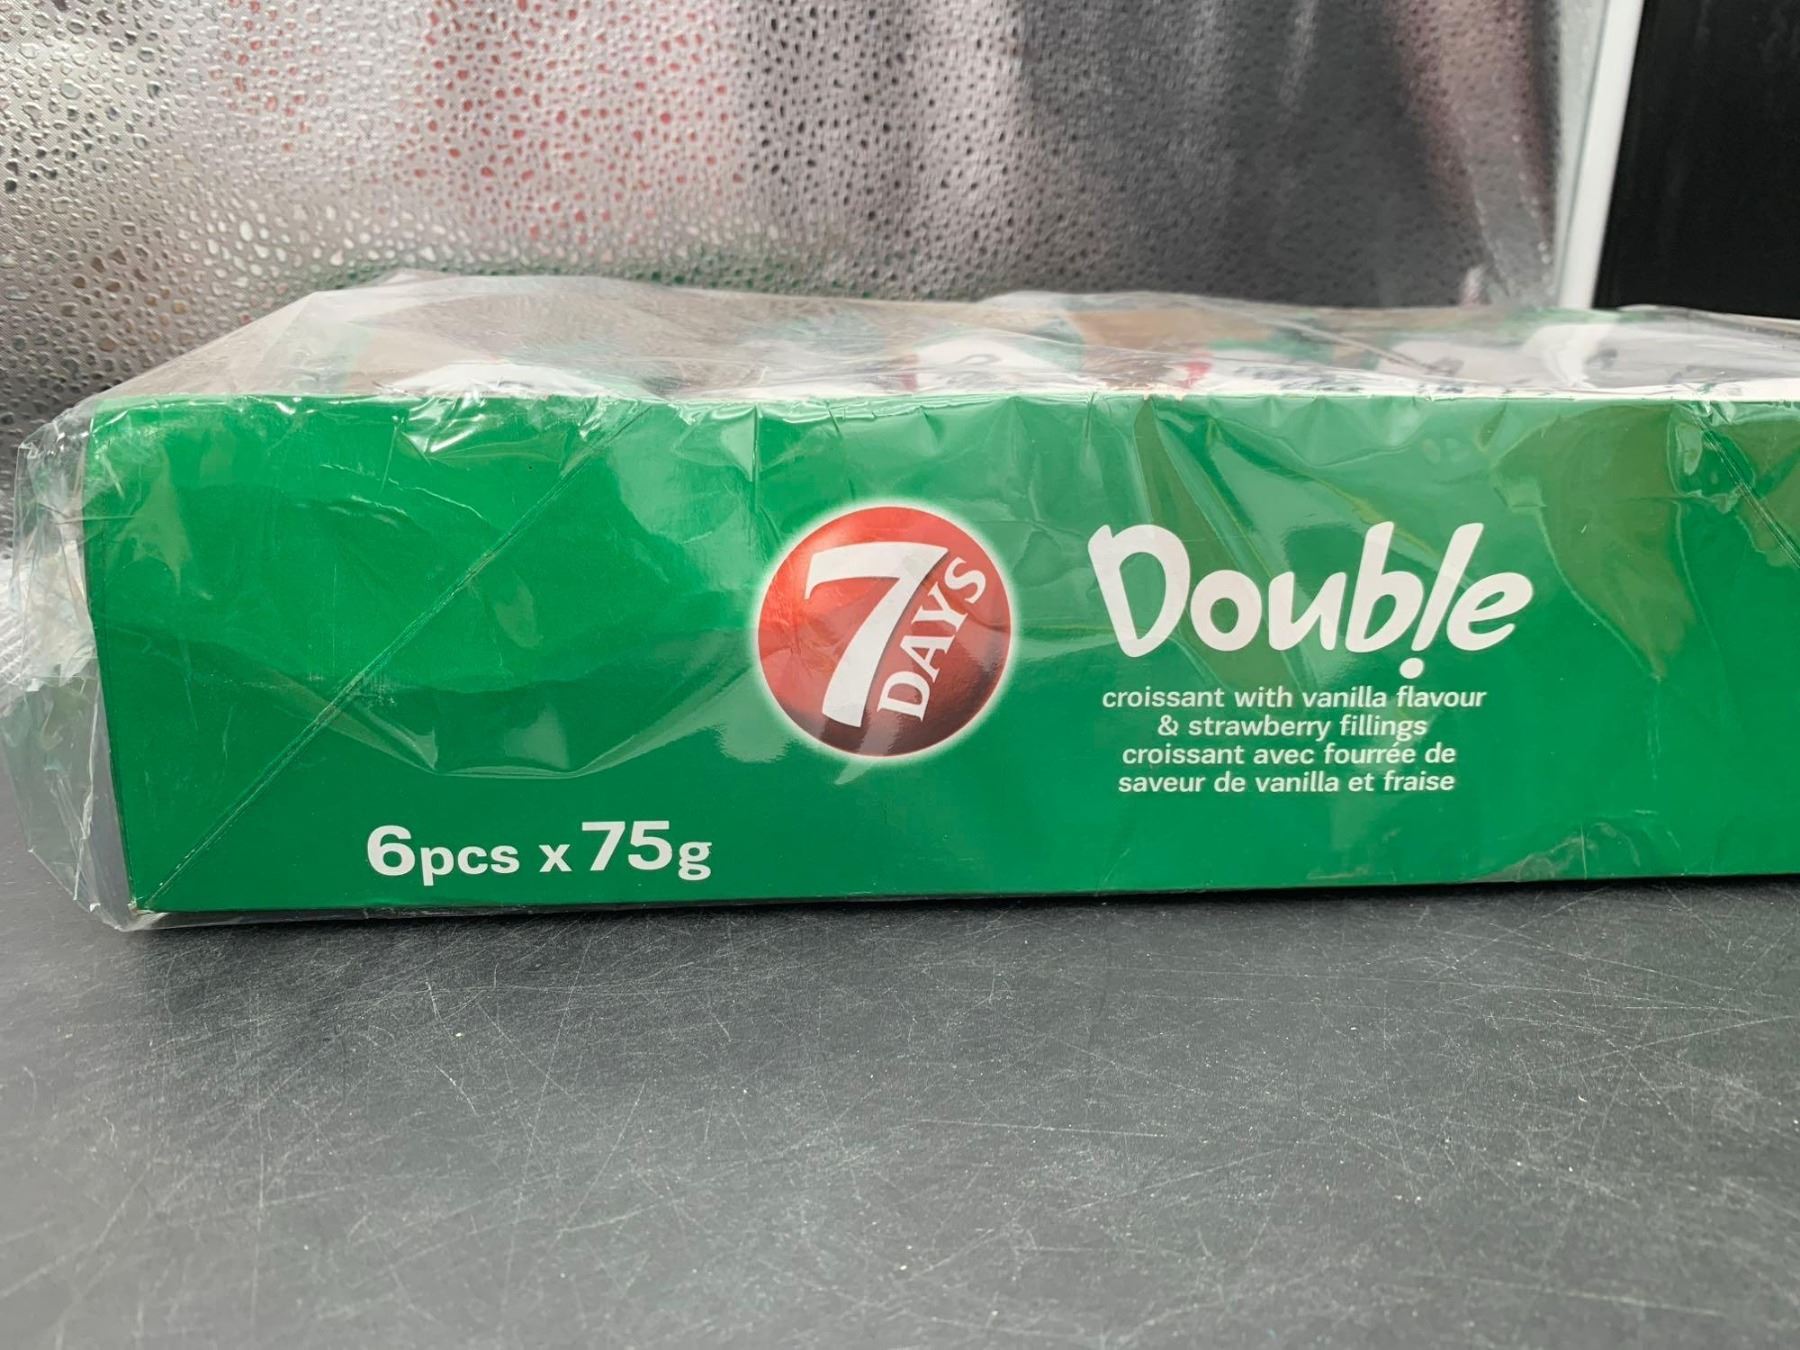 7 DAYS
Double
croissant with vanilla flavour
& strawberry fillings
croissant avec fourrée de
saveur de vanilla et fraise
6pcs x 75g